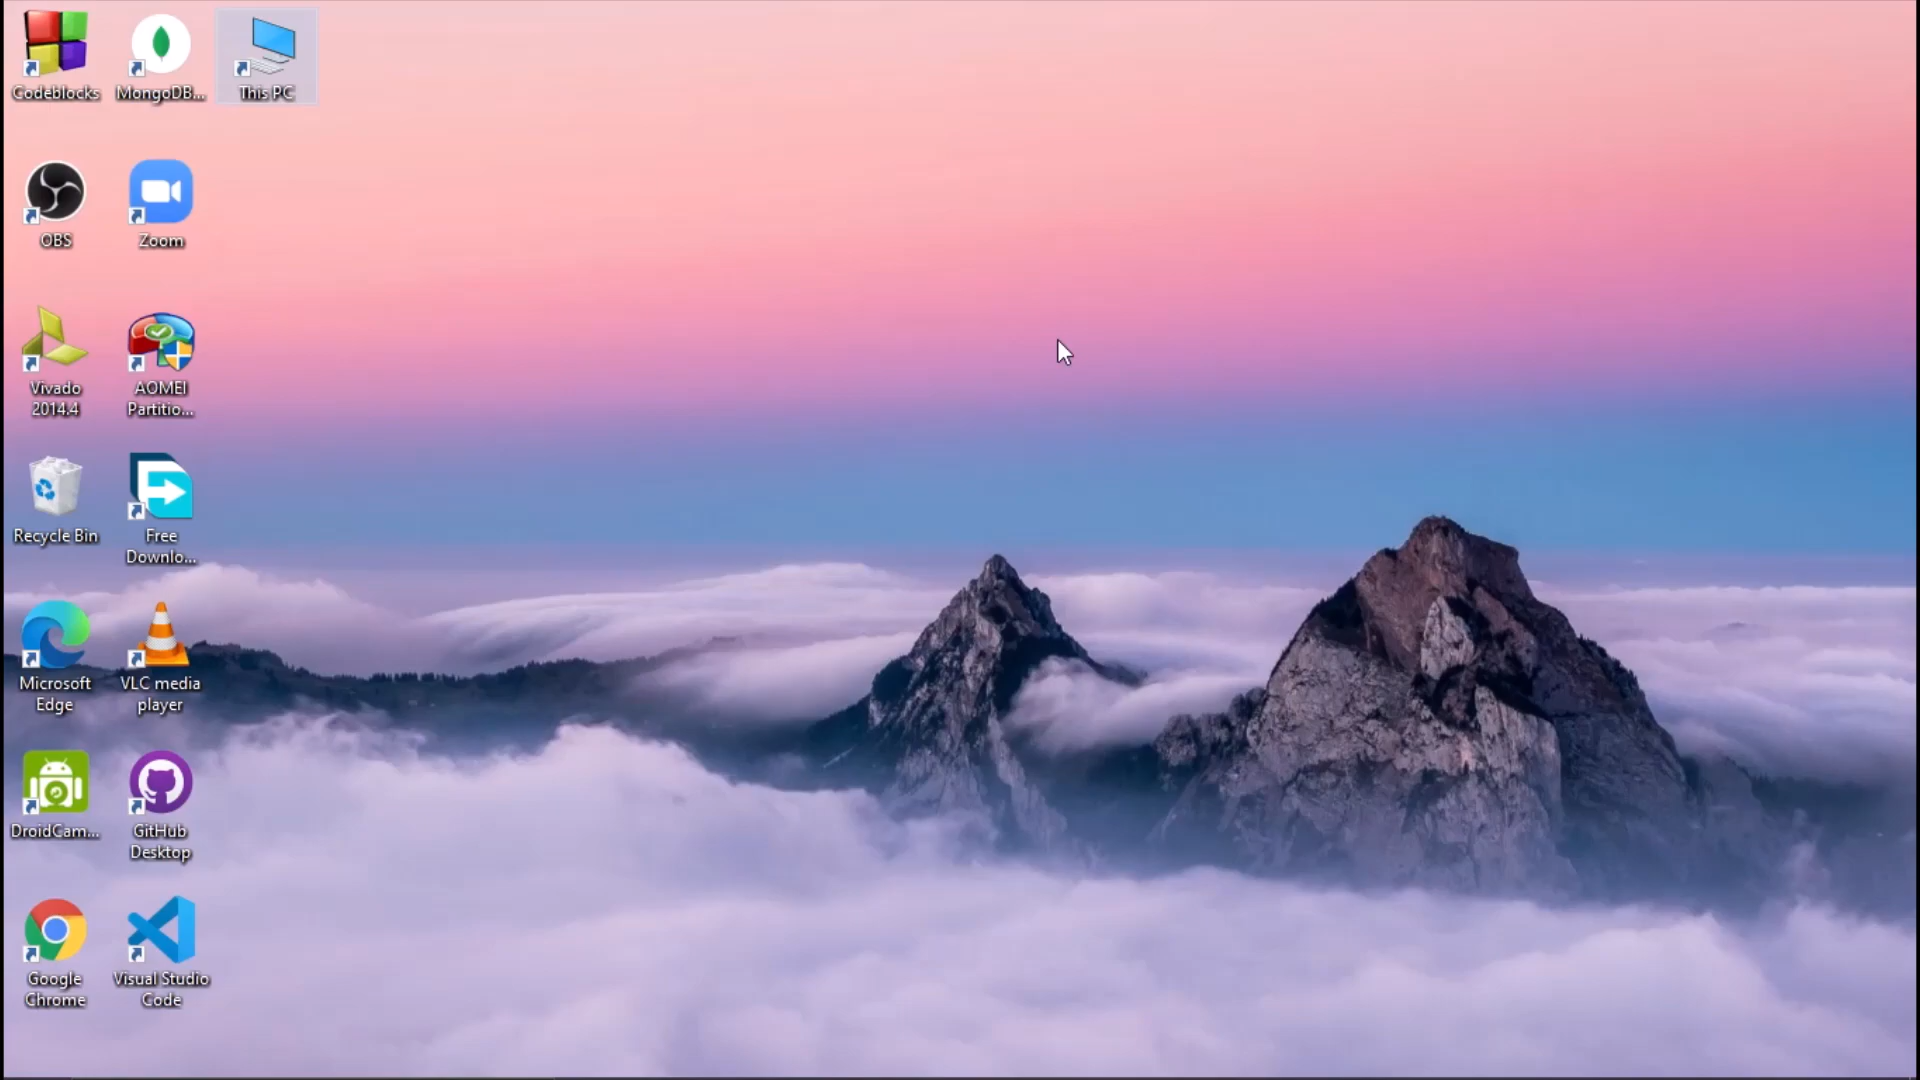 Codeblocks
MongoDB...
This PC
OBS
Zoom
Vivado
2014.4
AOMEI
Partitio...
Recycle Bin
Free
Downlo...
Microsoft
Edge
VLC media
player
DroidCam...
GitHub
Desktop
Google
Chrome
Visual Studio
Code